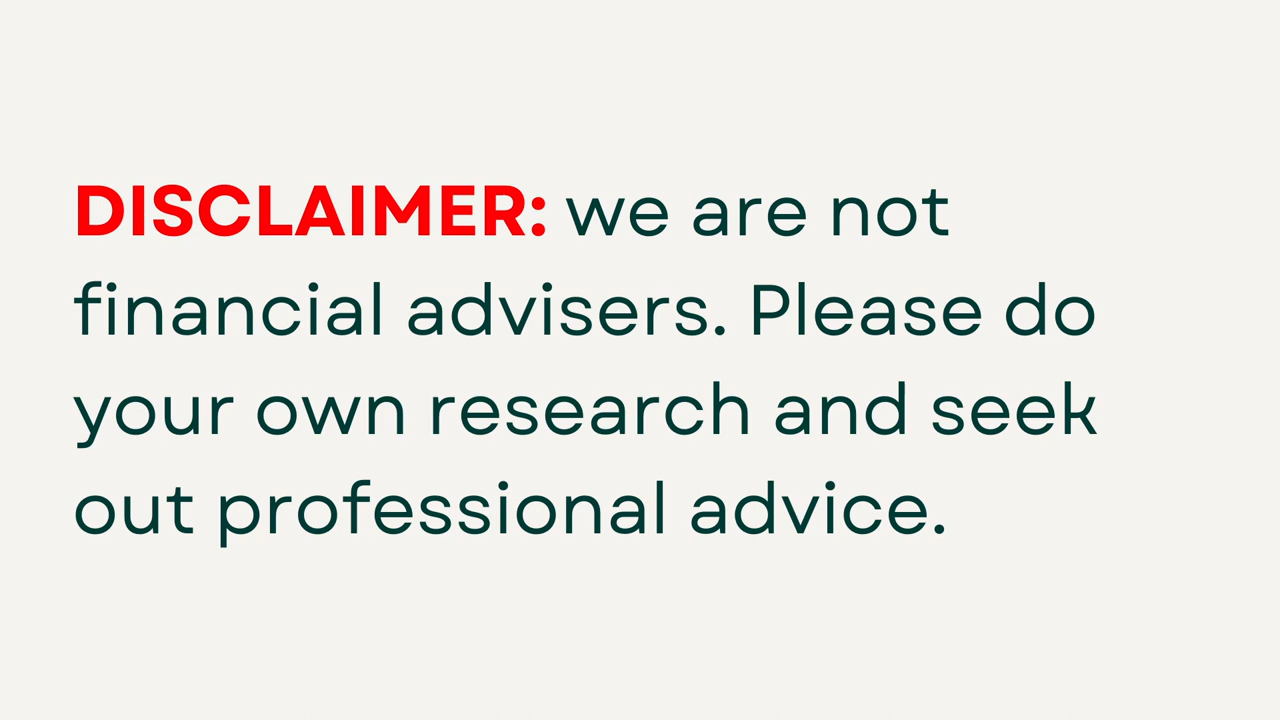 DISCLAIMER: we are not
financial advisers. Please do
your own research and seek
out professional advice.